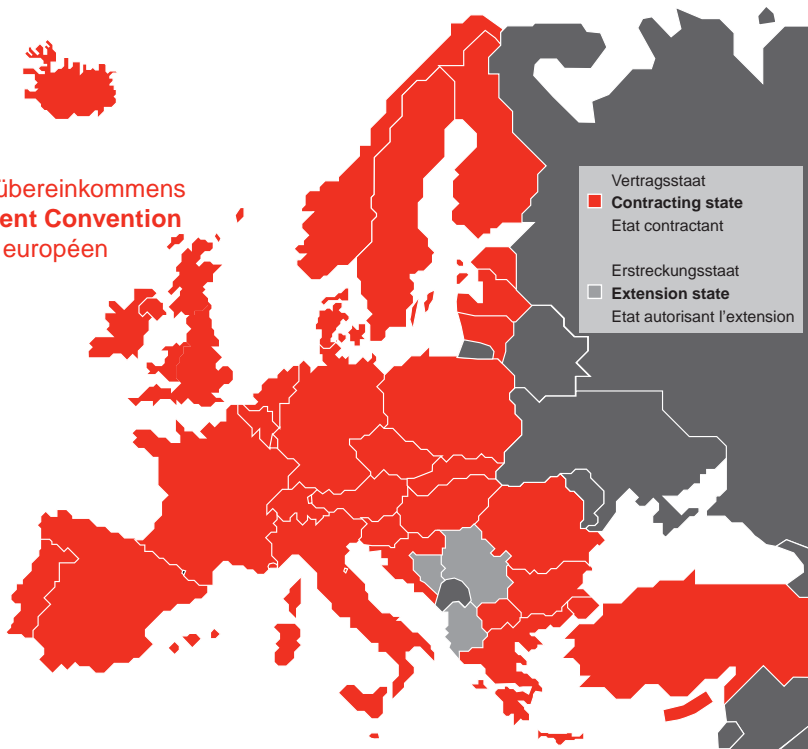 übereinkommens
ent Convention
européen
Vertragsstaat
Contracting state
Etat contractant
Erstreckungsstaat
Extension state
Etat autorisant l'extension